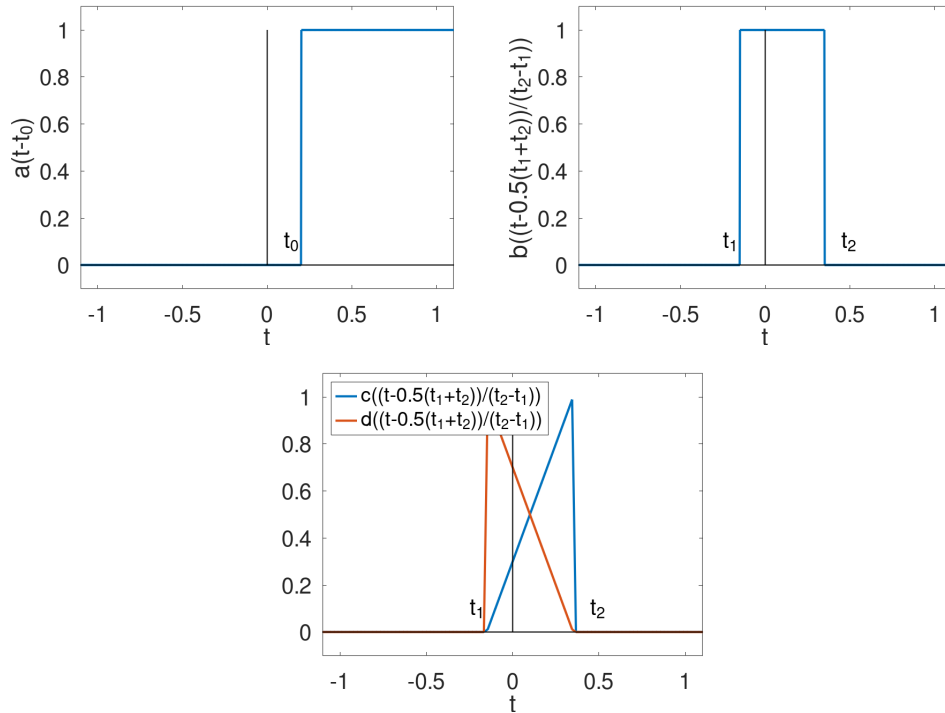 a(t-t₀)
1
0.8
0.6
0.4
0.2
0
t₀
-1 -0.5 0 0.5 1
t
b((t-0.5(t₁+t₂))/(t₂-t₁))
1
0.8
0.6
0.4
0.2
0
t₁ t₂
-1 -0.5 0 0.5 1
t
c((t-0.5(t₁+t₂))/(t₂-t₁))
d((t-0.5(t₁+t₂))/(t₂-t₁))
1
0.8
0.6
0.4
0.2
0
t₁ t₂
-1 -0.5 0 0.5 1
t